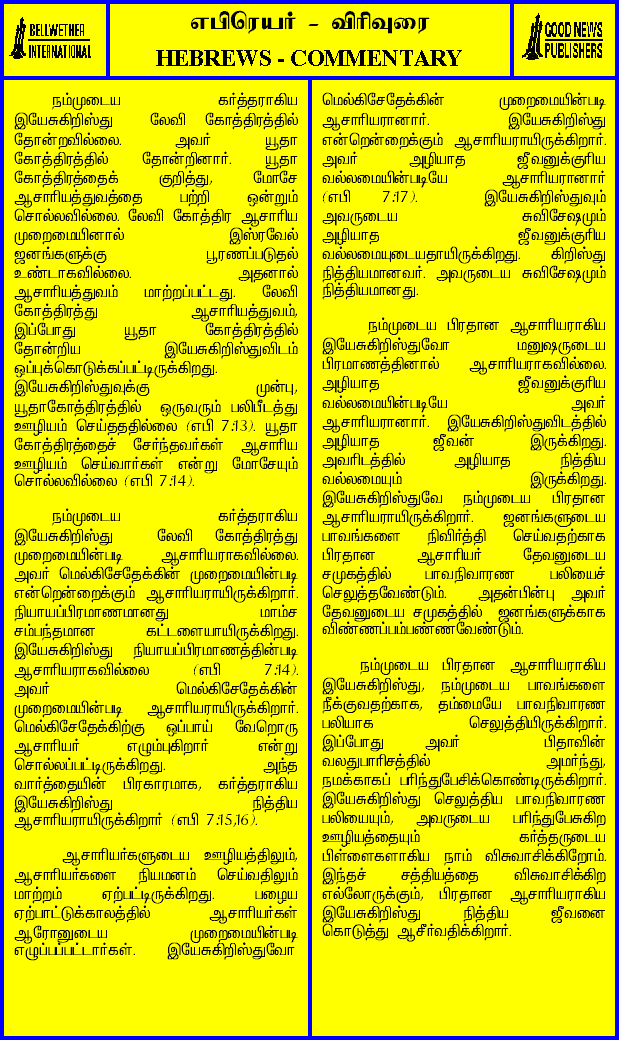 BELLWETHER
INTERNATIONAL
எபிரெயர் - விரிவுரை
HEBREWS - COMMENTARY
GOOD NEWS
PUBLISHERS
நம்முடைய கர்த்தராகிய
இயேசுகிறிஸ்து லேவி கோத்திரத்தில்
தோன்றவில்லை. அவர் யூதா
கோத்திரத்தில் தோன்றினார். யூதா
கோத்திரத்தைக் குறித்து, மோசே
ஆசாரியத்துவத்தை பற்றி ஒன்றும்
சொல்லவில்லை. லேவி கோத்திர ஆசாரிய
முறைமையினால் இஸ்ரவேல்
ஜனங்களுக்கு பூரணப்படுதல்
உண்டாகவில்லை. அதனால்
ஆசாரியத்துவம் மாற்றப்பட்டது. லேவி
கோத்திரத்து ஆசாரியத்துவம்,
இப்போது யூதா கோத்திரத்தில்
தோன்றிய இயேசுகிறிஸ்துவிடம்
ஒப்புக்கொடுக்கப்பட்டிருக்கிறது.
இயேசுகிறிஸ்துவுக்கு முன்பு,
யூதாகோத்திரத்தில் ஒருவரும் பலிபீடத்து
ஊழியம் செய்தததில்லை (எபி 7:13). யூதா
கோத்திரத்தைச் சேர்ந்தவர்கள் ஆசாரிய
ஊழியம் செய்வார்கள் என்று மோசேயும்
சொல்லவில்லை (எபி 7:14).
நம்முடைய கர்த்தராகிய
இயேசுகிறிஸ்து லேவி கோத்திரத்து
முறைமையின்படி ஆசாரியராகவில்லை.
அவர் மெல்கிசேதேக்கின் முறைமையின்படி
என்றென்றைக்கும் ஆசாரியராயிருக்கிறார்.
நியாயப்பிரமாணமானது மாம்ச
சம்பந்தமான கட்டளையாயிருக்கிறது.
இயேசுகிறிஸ்து நியாயப்பிரமாணத்தின்படி
ஆசாரியராகவில்லை (எபி 7:14).
அவர் மெல்கிசேதேக்கின்
முறைமையின்படி ஆசாரியராயிருக்கிறார்.
மெல்கிசேதேக்கிற்கு ஒப்பாய் வேறொரு
ஆசாரியர் எழும்புகிறார் என்று
சொல்லப்பட்டிருக்கிறது. அந்த
வார்த்தையின் பிரகாரமாக, கர்த்தராகிய
இயேசுகிறிஸ்து நித்திய
ஆசாரியராயிருக்கிறார் (எபி 7:15,16).
ஆசாரியர்களுடைய ஊழியத்திலும்,
ஆசாரியர்களை நியமனம் செய்வதிலும்
மாற்றம் ஏற்பட்டிருக்கிறது. பழைய
ஏற்பாட்டுக்காலத்தில் ஆசாரியர்கள்
ஆரோனுடைய முறைமையின்படி
எழுப்பப்பட்டார்கள். இயேசுகிறிஸ்துவோ
மெல்கிசேதேக்கின் முறைமையின்படி
ஆசாரியரானார். இயேசுகிறிஸ்து
என்றென்றைக்கும் ஆசாரியராயிருக்கிறார்.
அவர் அழியாத ஜீவனுக்குரிய
வல்லமையின்படியே ஆசாரியரானார்
(எபி 7:17). இயேசுகிறிஸ்துவும்
அவருடைய சுவிசேஷமும்
அழியாத ஜீவனுக்குரிய
வல்லமையுடையதாயிருக்கிறது. கிறிஸ்து
நித்தியமானவர். அவருடைய சுவிசேஷமும்
நித்தியமானது.
நம்முடைய பிரதான ஆசாரியராகிய
இயேசுகிறிஸ்துவோ மனுஷருடைய
பிரமாணத்தினால் ஆசாரியராகவில்லை.
அழியாத ஜீவனுக்குரிய
வல்லமையின்படியே அவர்
ஆசாரியரானார். இயேசுகிறிஸ்துவிடத்தில்
அழியாத ஜீவன் இருக்கிறது.
அவரிடத்தில் அழியாத நித்திய
வல்லமையும் இருக்கிறது.
இயேசுகிறிஸ்துவே நம்முடைய பிரதான
ஆசாரியராயிருக்கிறார். ஜனங்களுடைய
பாவங்களை நிவிர்த்தி செய்வதற்காக
பிரதான ஆசாரியர் தேவனுடைய
சமுகத்தில் பாவநிவாரண பலியைச்
செலுத்தவேண்டும். அதன்பின்பு அவர்
தேவனுடைய சமுகத்தில் ஜனங்களுக்காக
விண்ணப்பம்பண்ணவேண்டும்.
நம்முடைய பிரதான ஆசாரியராகிய
இயேசுகிறிஸ்து, நம்முடைய பாவங்களை
நீக்குவதற்காக, தம்மையே பாவநிவாரண
பலியாக செலுத்தியிருக்கிறார்.
இப்போது அவர் பிதாவின்
வலதுபாரிசத்தில் அமர்ந்து,
நமக்காகப் பரிந்துபேசிக்கொண்டிருக்கிறார்.
இயேசுகிறிஸ்து செலுத்திய பாவநிவாரண
பலியையும், அவருடைய பரிந்துபேசுகிற
ஊழியத்தையும் கர்த்தருடைய
பிள்ளைகளாகிய நாம் விசுவாசிக்கிறோம்.
இந்தச் சத்தியத்தை விசுவாசிக்கிற
எல்லோருக்கும், பிரதான ஆசாரியராகிய
இயேசுகிறிஸ்து நித்திய ஜீவனை
கொடுத்து ஆசீர்வதிக்கிறார்.